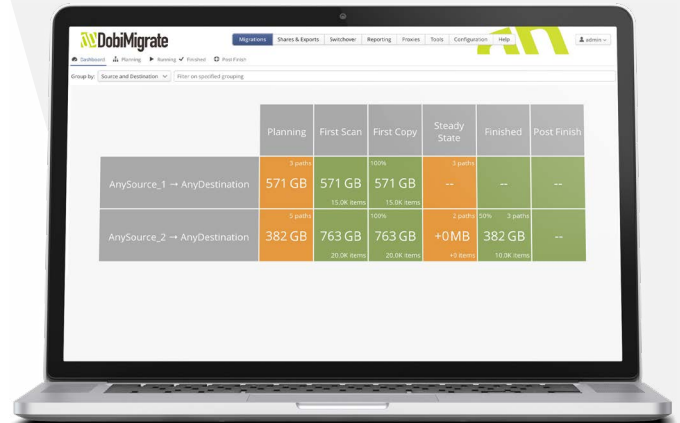 DobiMigrate
Migrations Shares & Exports Switchover Reporting Proxies Tools Configuration Help admin
Dashboard Planning Running Finished Post Finish
Group by: Source and Destination Filter on specified grouping
Planning First Scan First Copy Steady State Finished Post Finish
3 paths 100% 3 paths
AnySource_1 → AnyDestination 571 GB 571 GB 571 GB -- -- --
15.0K items 15.0K items
3 paths 100% 2 paths 50% 3 paths
AnySource_2 → AnyDestination 382 GB 763 GB 763 GB +0MB 382 GB --
20.0K items 20.0K items +0 items 10.0K items